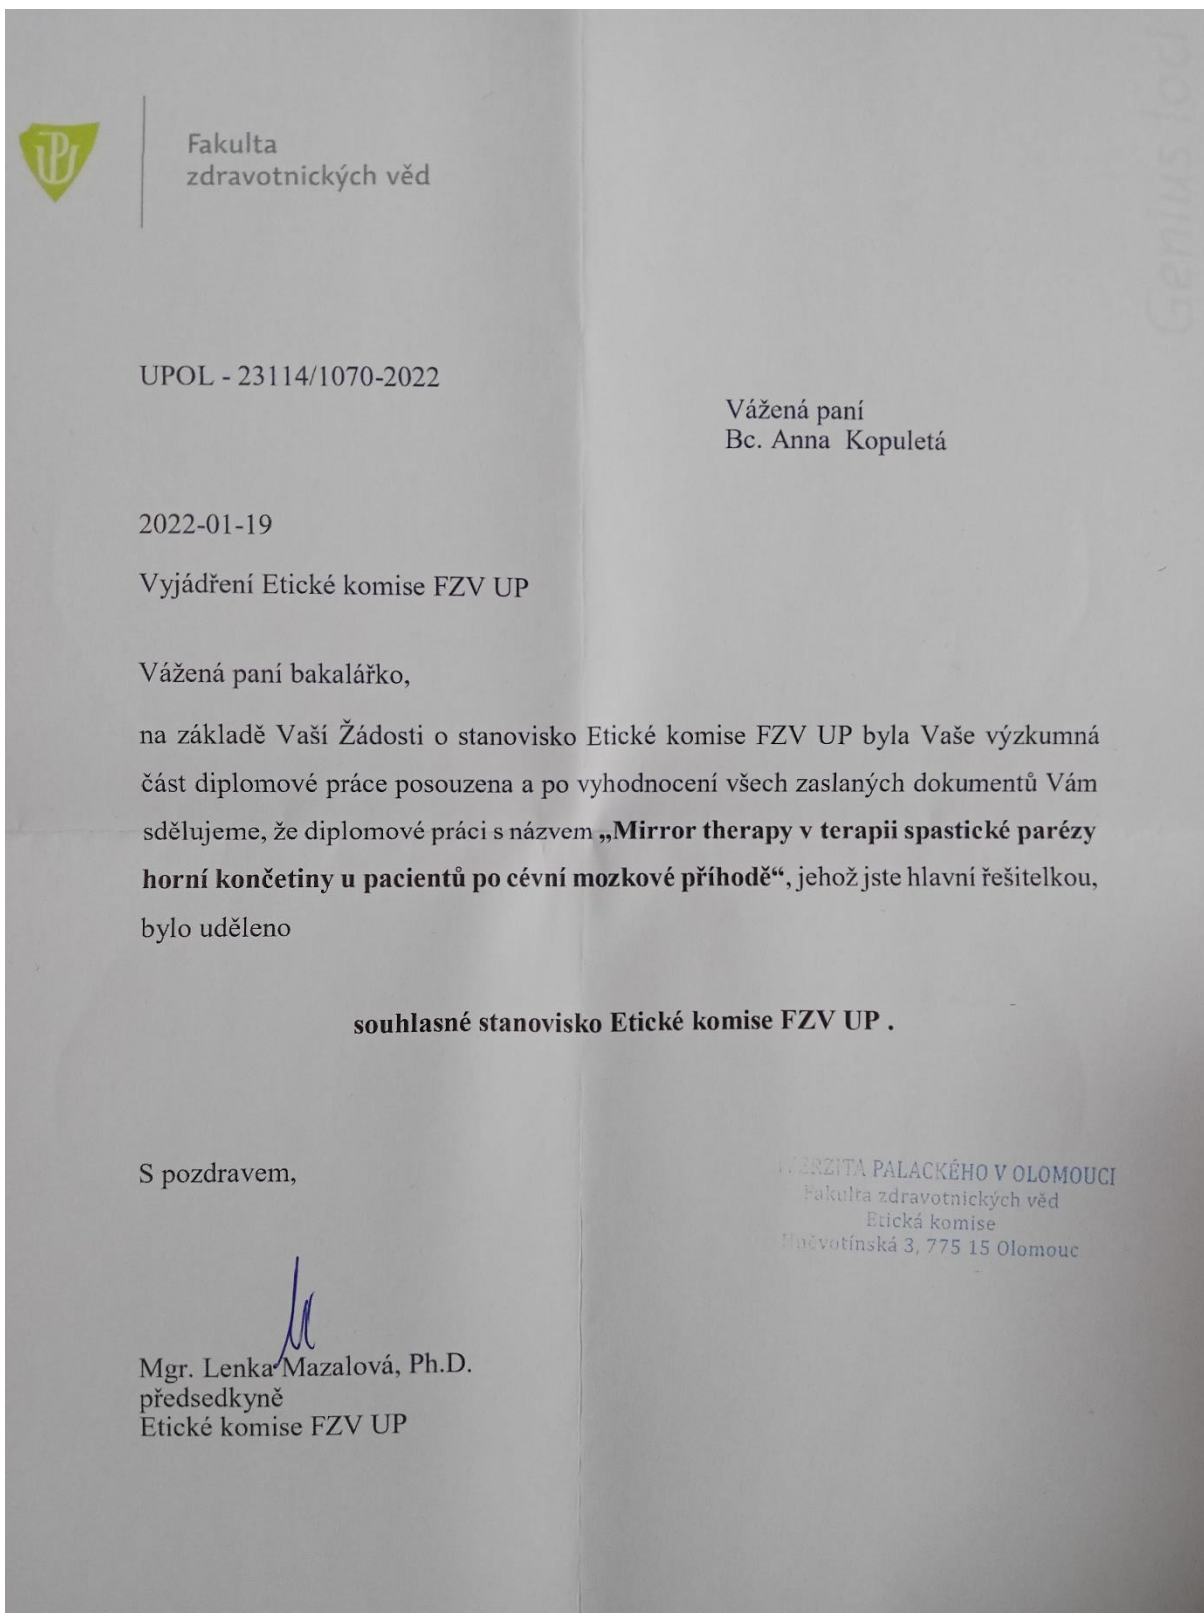 Fakulta
zdravotnických věd
UPOL - 23114/1070-2022
Vážená paní
Bc. Anna Kopuletá
2022-01-19
Vyjádření Etické komise FZV UP
Vážená paní bakalářko,
na základě Vaší Žádosti o stanovisko Etické komise FZV UP byla Vaše výzkumná
část diplomové práce posouzena a po vyhodnocení všech zaslaných dokumentů Vám
sdělujeme, že diplomové práci s názvem „Mirror therapy v terapii spastické parézy
horní končetiny u pacientů po cévní mozkové příhodě“, jehož jste hlavní řešitelkou,
bylo uděleno
souhlasné stanovisko Etické komise FZV UP .
S pozdravem,
PALACKÉHO V OLOMOUCI
Fakulta zdravotnických věd
Etická komise
Hněvotínská 3, 775 15 Olomouc
Mgr. Lenka Mazalová, Ph.D.
předsedkyně
Etické komise FZV UP